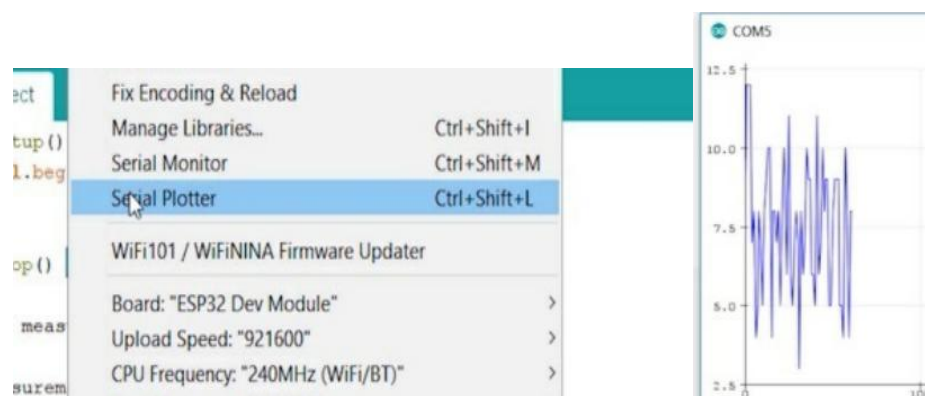 COM5
ect
Fix Encoding & Reload
tup()
Manage Libraries... Ctrl+Shift+I
l.beg
Serial Monitor Ctrl+Shift+M
Serial Plotter Ctrl+Shift+L
WiFi101 / WiFiNINA Firmware Updater
op()
Board: "ESP32 Dev Module"
meas
Upload Speed: "921600"
CPU Frequency: "240MHz (WiFi/BT)"
surem
12.5
10.0
7.5
5.0
2.5
0